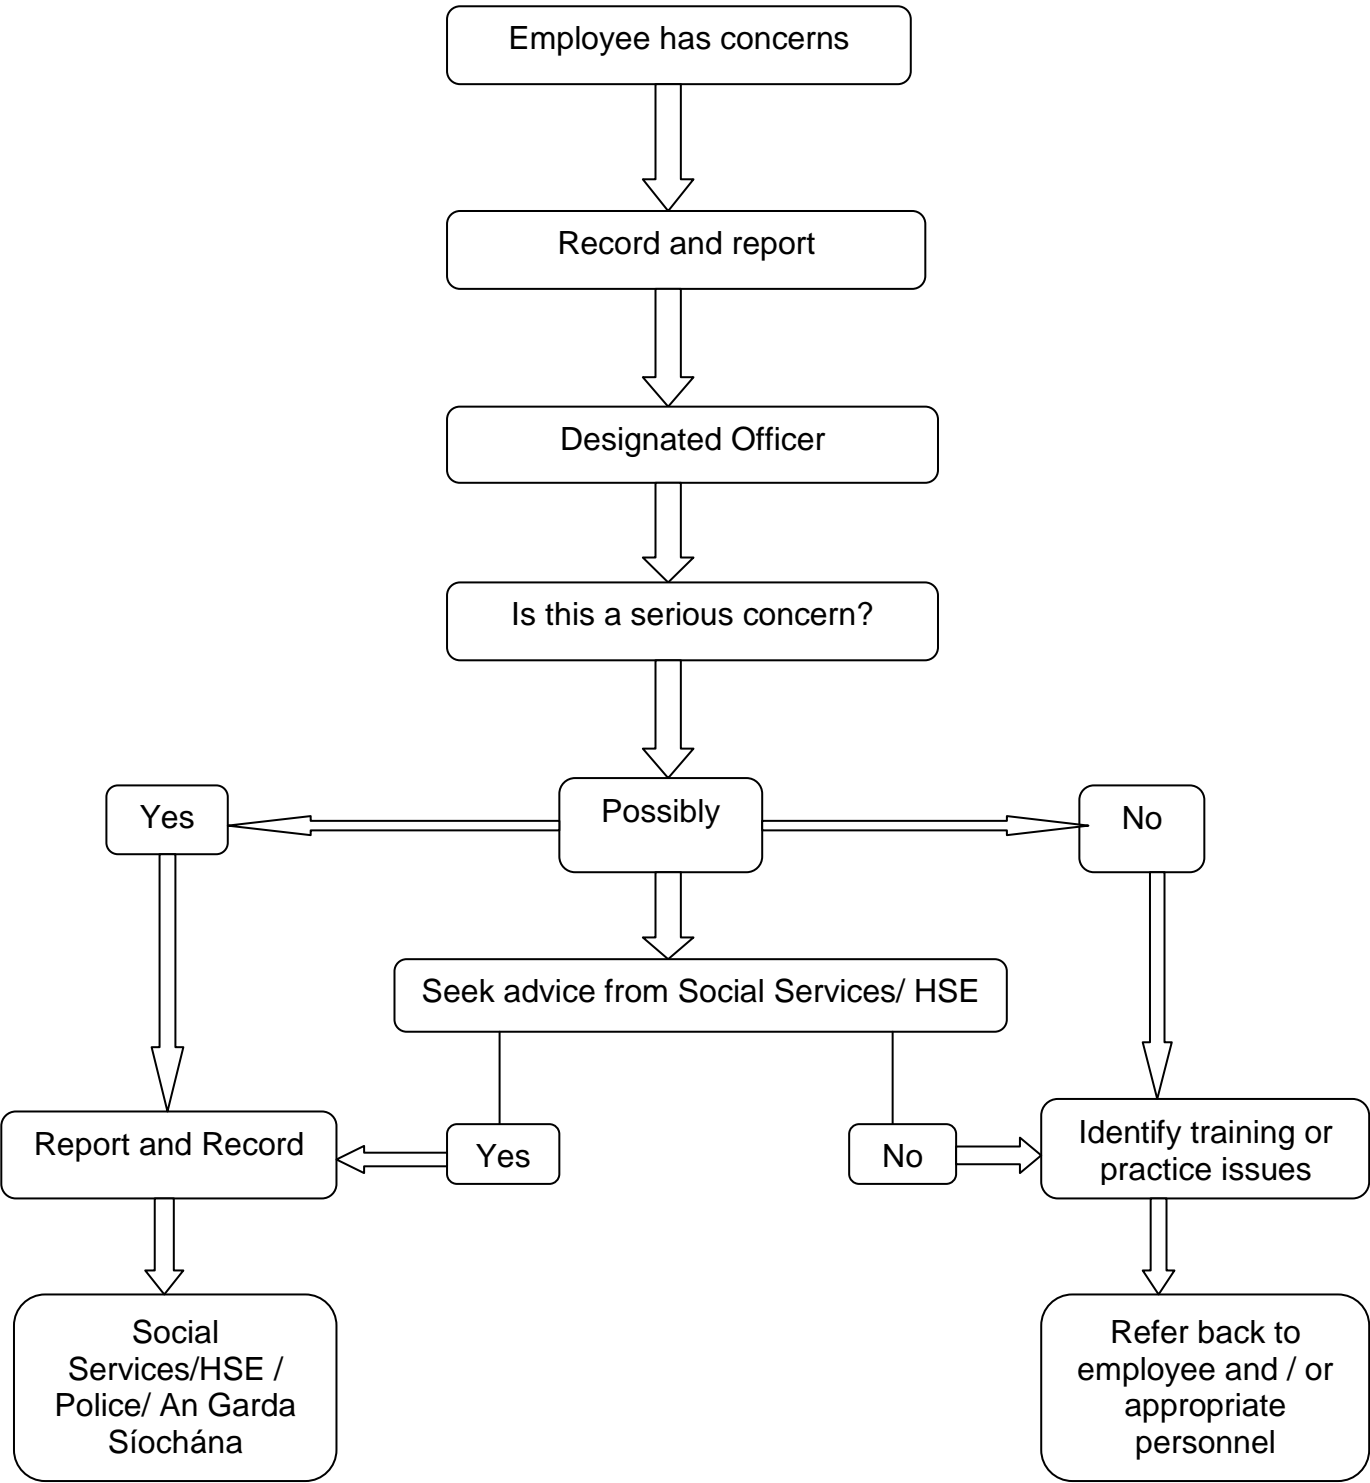 Employee has concerns
Record and report
Designated Officer
Is this a serious concern?
Yes
Possibly
No
Seek advice from Social Services/ HSE
Report and Record
Yes
No
Identify training or
practice issues
Social
Services/HSE /
Police/ An Garda
Síochána
Refer back to
employee and / or
appropriate
personnel